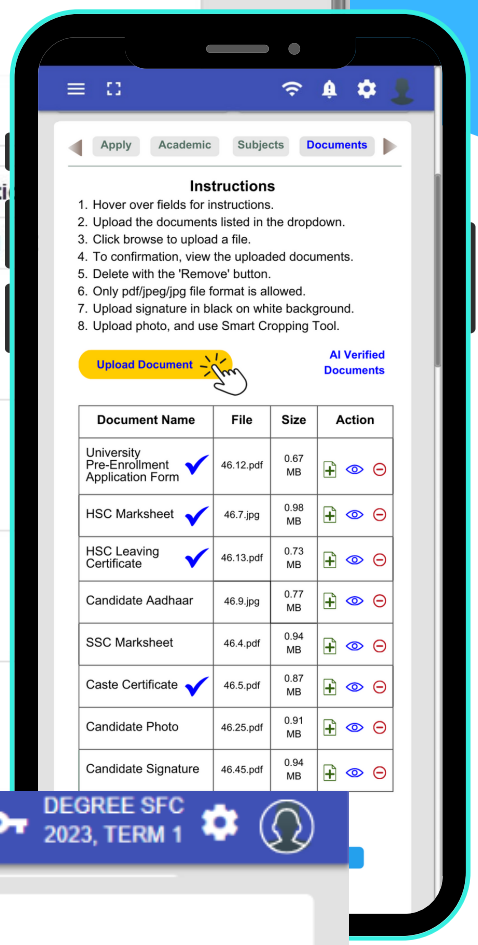 Apply Academic Subjects Documents
Instructions
1. Hover over fields for instructions.
2. Upload the documents listed in the dropdown.
3. Click browse to upload a file.
4. To confirmation, view the uploaded documents.
5. Delete with the 'Remove' button.
6. Only pdf/jpeg/jpg file format is allowed.
7. Upload signature in black on white background.
8. Upload photo, and use Smart Cropping Tool.
Upload Document
AI Verified
Documents
Document Name File Size Action
University
Pre-Enrollment
Application Form
46.12.pdf
0.67
MB
HSC Marksheet
46.7.jpg
0.98
MB
HSC Leaving
Certificate
46.13.pdf
0.73
MB
Candidate Aadhaar
46.9.jpg
0.77
MB
SSC Marksheet
46.4.pdf
0.94
MB
Caste Certificate
46.5.pdf
0.87
MB
Candidate Photo
46.25.pdf
0.91
MB
Candidate Signature
46.45.pdf
0.94
MB
DEGREE SFC
2023, TERM 1